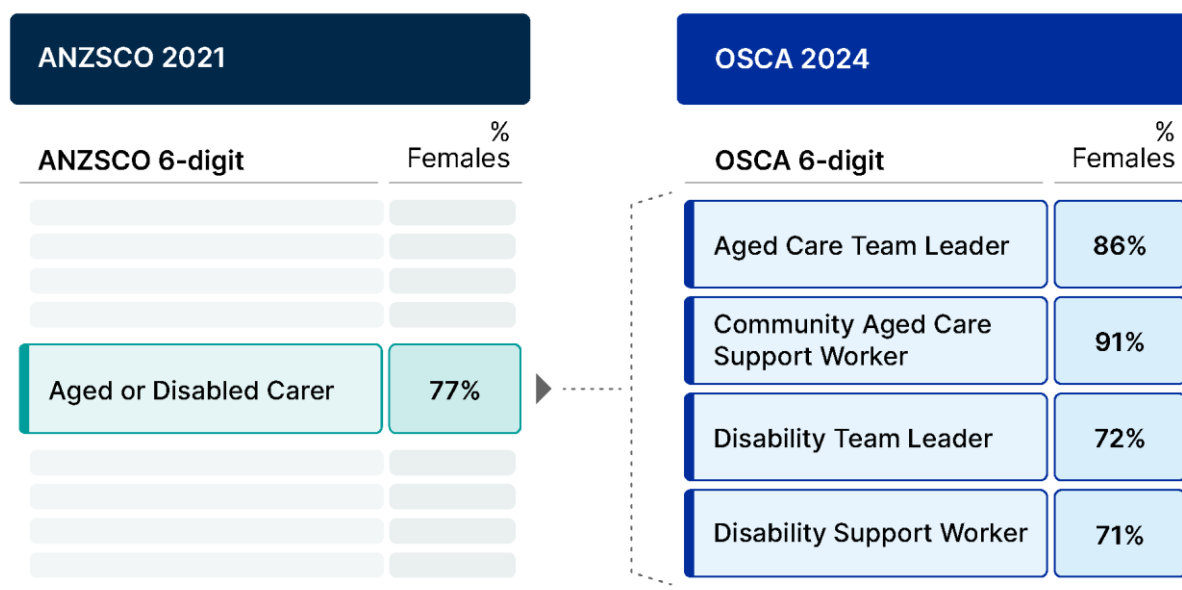 ANZSCO 2021
ANZSCO 6-digit
%
Females
Aged or Disabled Carer
77%
OSCA 2024
OSCA 6-digit
%
Females
Aged Care Team Leader
86%
Community Aged Care
Support Worker
91%
Disability Team Leader
72%
Disability Support Worker
71%